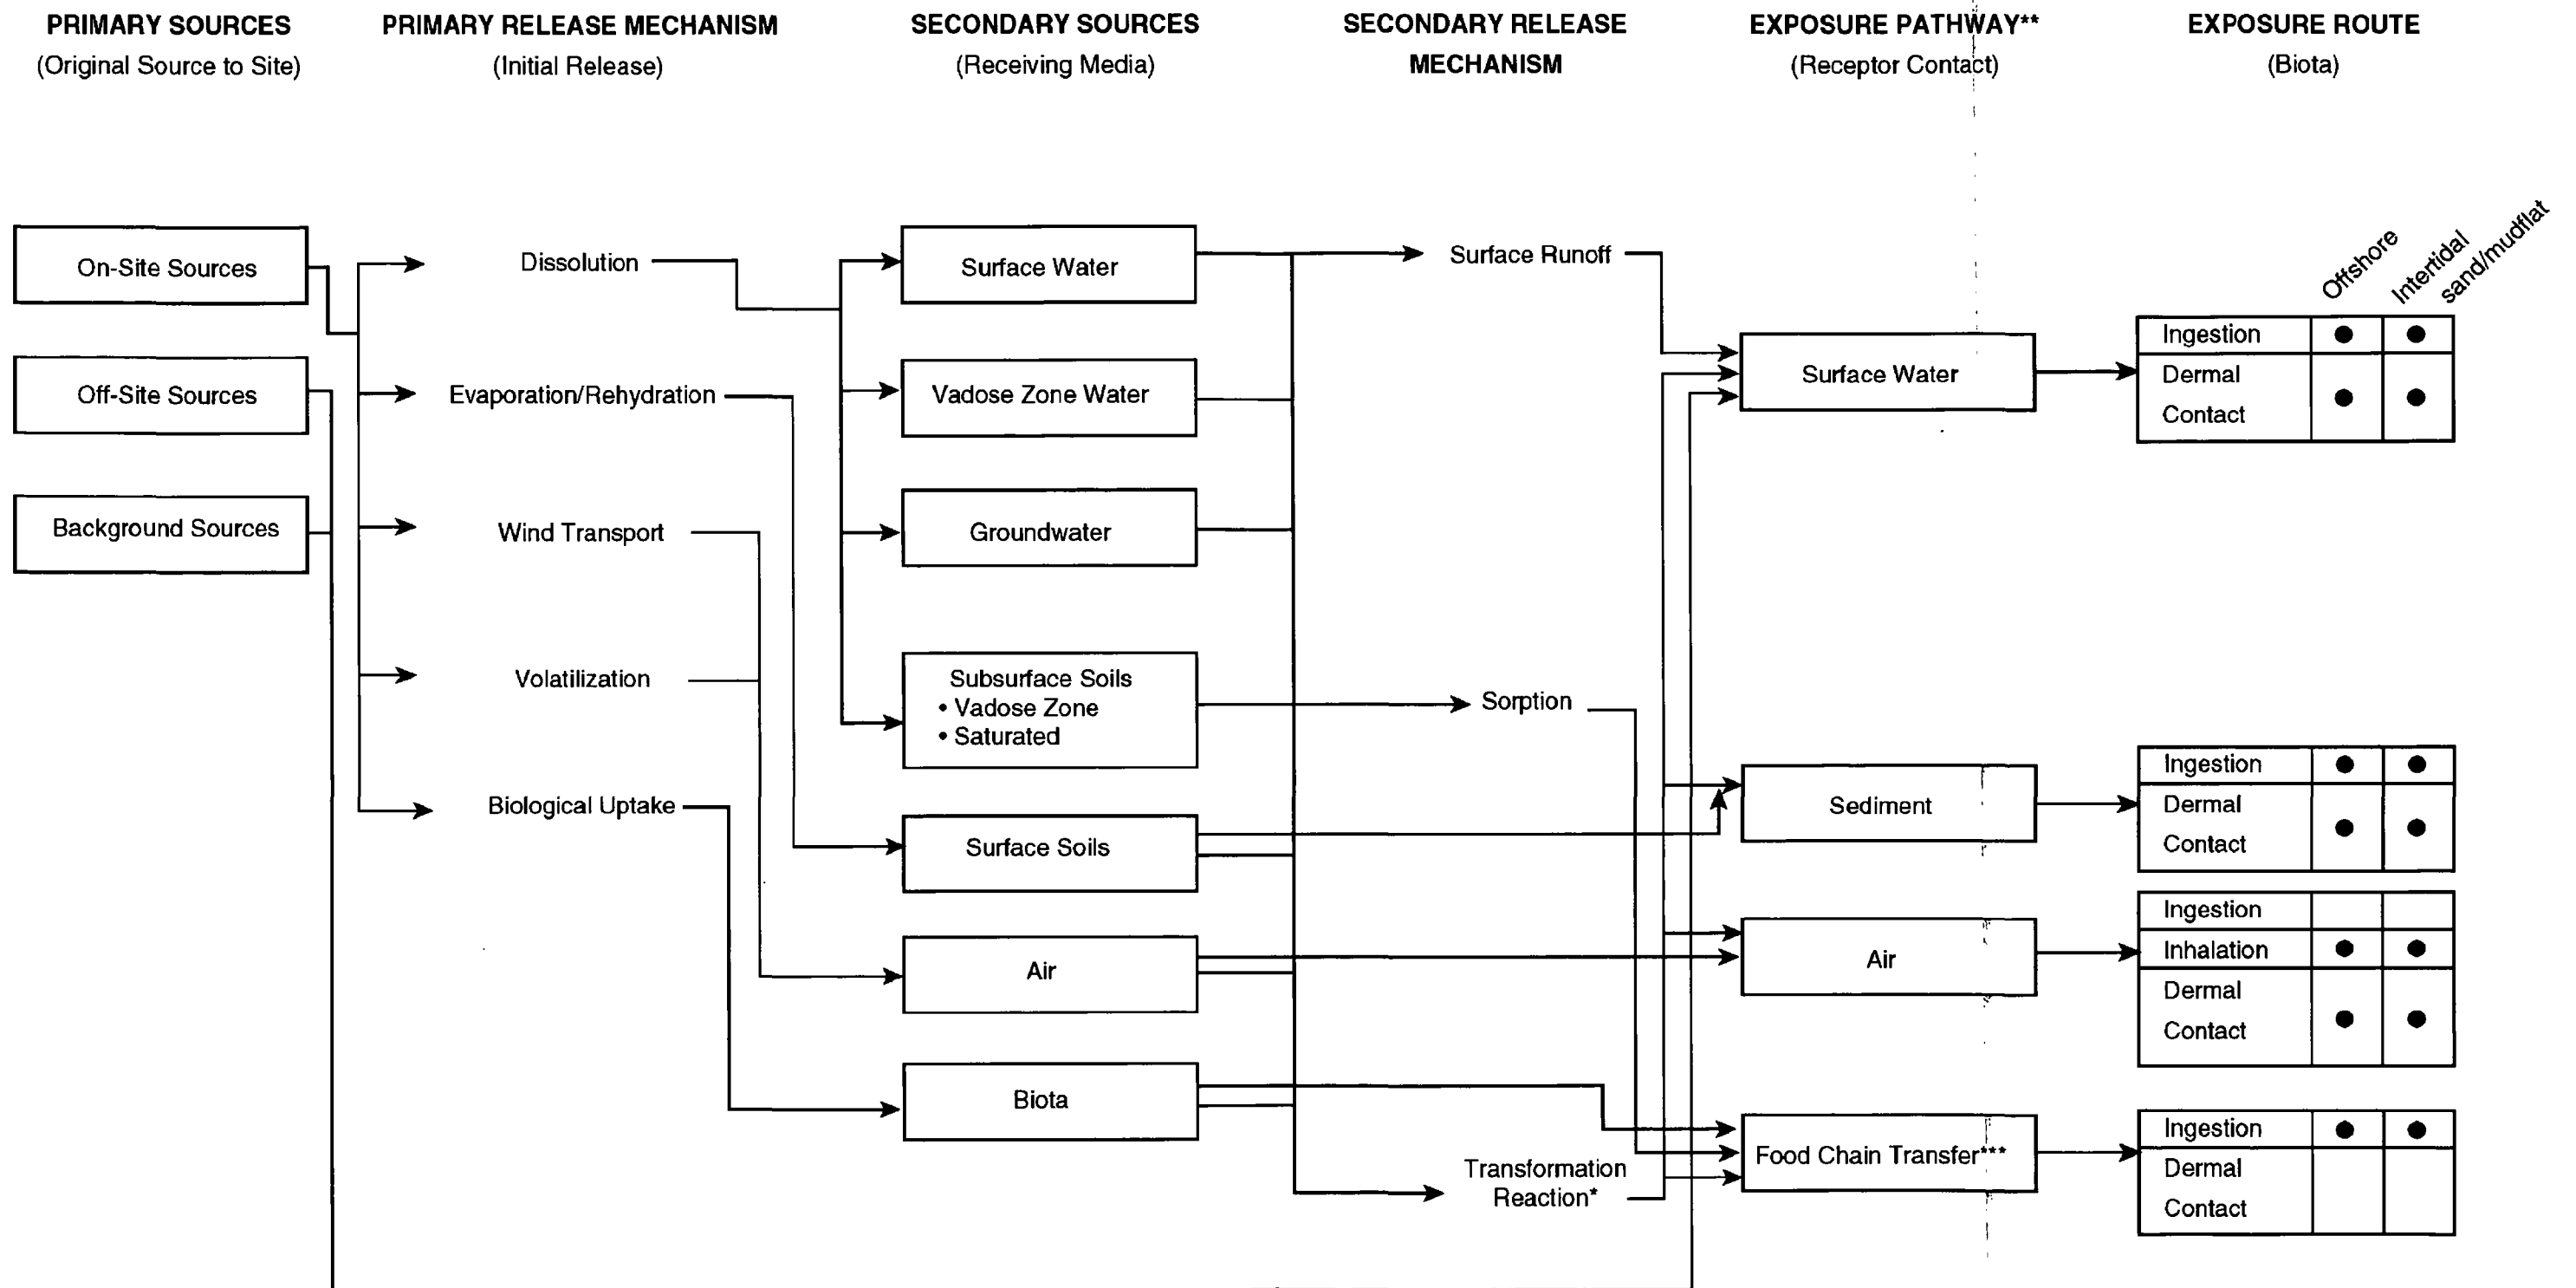 PRIMARY SOURCES
(Original Source to Site)
PRIMARY RELEASE MECHANISM
(Initial Release)
SECONDARY SOURCES
(Receiving Media)
SECONDARY RELEASE
MECHANISM
EXPOSURE PATHWAY**
(Receptor Contact)
EXPOSURE ROUTE
(Biota)
On-Site Sources
Off-Site Sources
Background Sources
Dissolution
Evaporation/Rehydration
Wind Transport
Volatilization
Biological Uptake
Surface Water
Vadose Zone Water
Groundwater
Subsurface Soils
• Vadose Zone
• Saturated
Surface Soils
Air
Biota
Surface Runoff
Sorption
Transformation
Reaction*
Surface Water
Sediment
Air
Food Chain Transfer***
Offshore
Intertidal
sand/mudflat
Ingestion
Dermal
Contact
Ingestion
Dermal
Contact
Ingestion
Inhalation
Dermal
Contact
Ingestion
Dermal
Contact